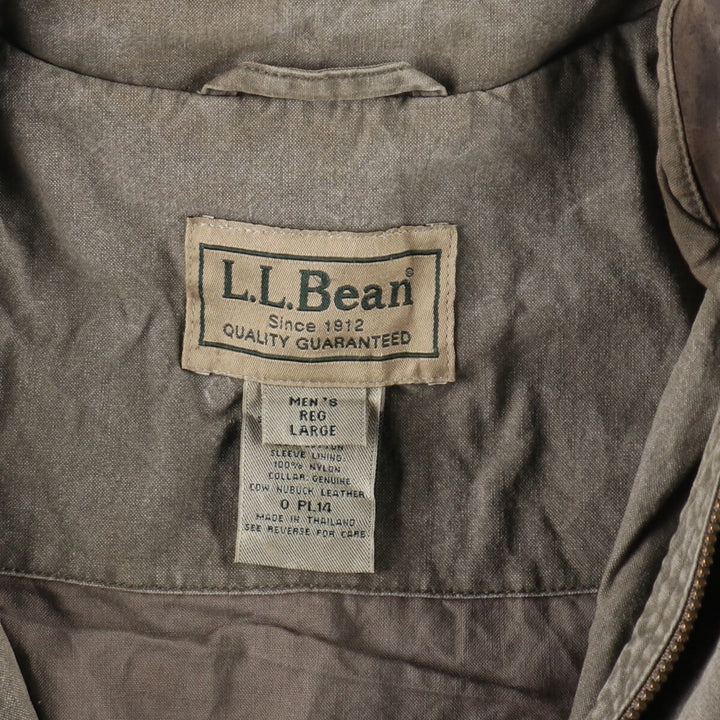 L.L.Bean®
Since 1912
QUALITY GUARANTEED
MEN'S
REG
LARGE
SLEEVE LINING:
100% NYLON
COLLAR: GENUINE
COW NUBUCK LEATHER
0 PL14
MADE IN THAILAND
SEE REVERSE FOR CARE